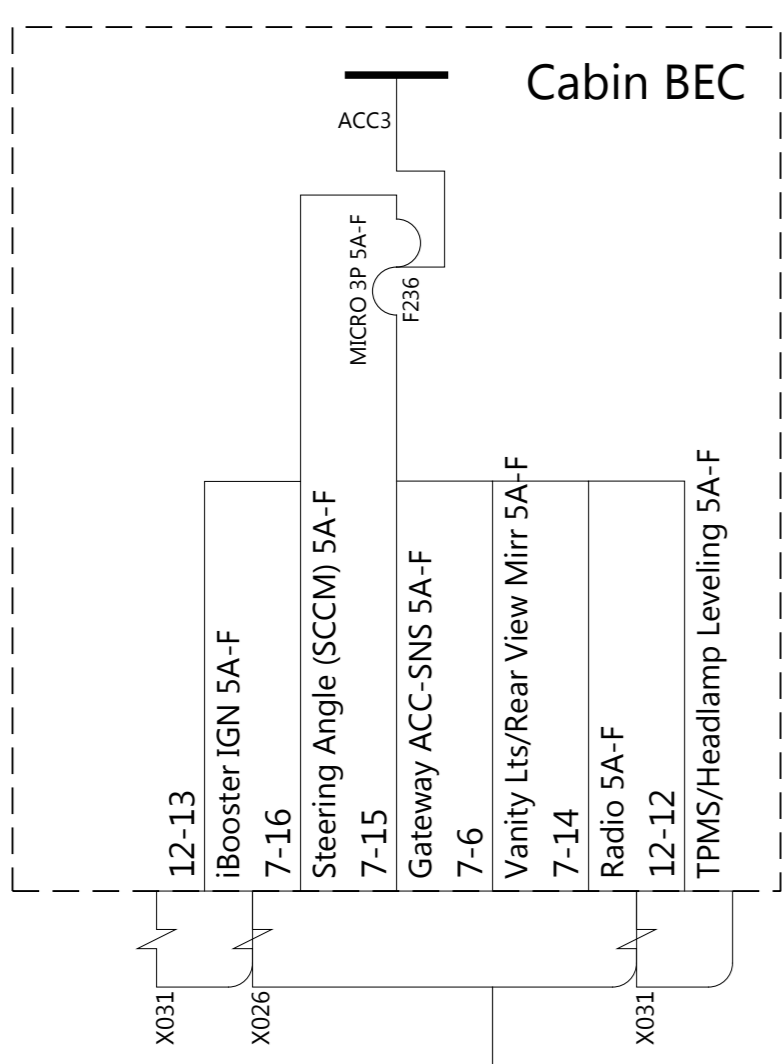 Cabin BEC
ACC3
MICRO 3P 5A-F
F236
12-13
iBooster IGN 5A-F
7-16
Steering Angle (SCCM) 5A-F
7-15
Gateway ACC-SNS 5A-F
7-6
Vanity Lts/Rear View Mirr 5A-F
7-14
Radio 5A-F
12-12
TPMS/Headlamp Leveling 5A-F
X031
X026
X031